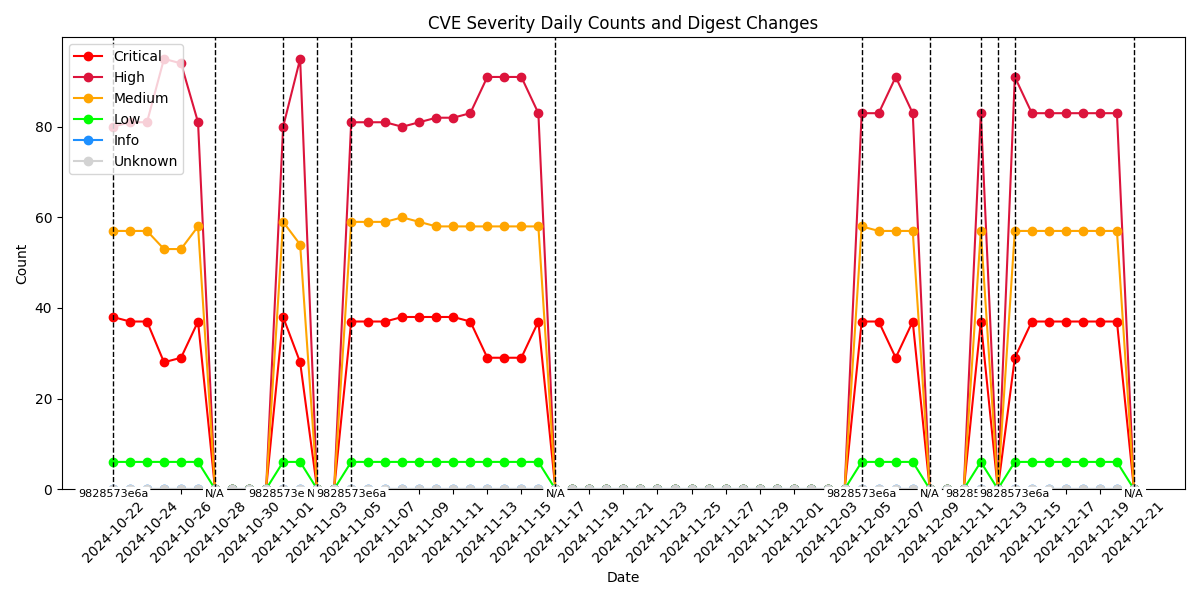 CVE Severity Daily Counts and Digest Changes
Critical
High
Medium
Low
Info
Unknown
Count
80
60
40
20
0
9828573e6a
N/A
9828573e
N
9828573e6a
N/A
9828573e6a
N/A
9828573e6a
N/A
2024-10-22
2024-10-24
2024-10-26
2024-10-28
2024-10-30
2024-11-01
2024-11-03
2024-11-05
2024-11-07
2024-11-09
2024-11-11
2024-11-13
2024-11-15
2024-11-17
2024-11-19
2024-11-21
2024-11-23
2024-11-25
2024-11-27
2024-11-29
2024-12-01
2024-12-03
2024-12-05
2024-12-07
2024-12-09
2024-12-11
2024-12-13
2024-12-15
2024-12-17
2024-12-19
2024-12-21
Date